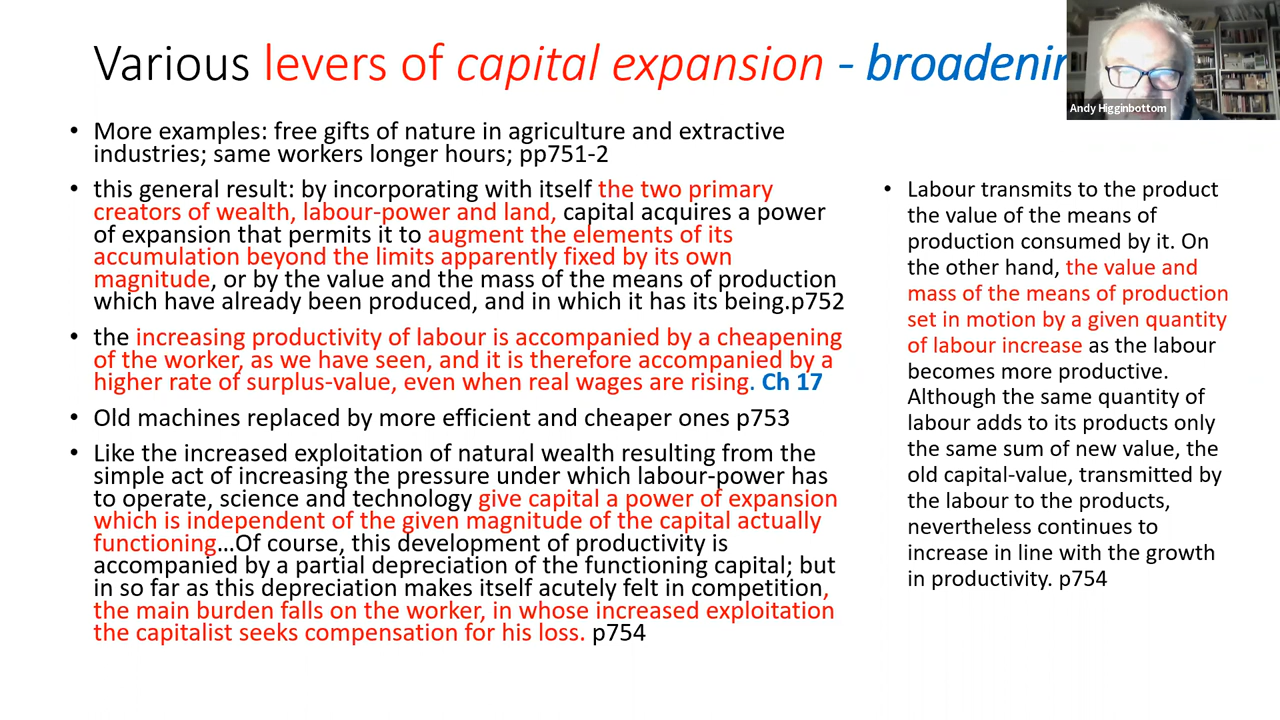 Various levers of capital expansion - broadenin
Andy Higginbottom
• More examples: free gifts of nature in agriculture and extractive
industries; same workers longer hours; pp751-2
• this general result: by incorporating with itself the two primary
creators of wealth, labour-power and land, capital acquires a power
of expansion that permits it to augment the elements of its
accumulation beyond the limits apparently fixed by its own
magnitude, or by the value and the mass of the means of production
which have already been produced, and in which it has its being.p752
• the increasing productivity of labour is accompanied by a cheapening
of the worker, as we have seen, and it is therefore accompanied by a
higher rate of surplus-value, even when real wages are rising. Ch 17
• Old machines replaced by more efficient and cheaper ones p753
• Like the increased exploitation of natural wealth resulting from the
simple act of increasing the pressure under which labour-power has
to operate, science and technology give capital a power of expansion
which is independent of the given magnitude of the capital actually
functioning...Of course, this development of productivity is
accompanied by a partial depreciation of the functioning capital; but
in so far as this depreciation makes itself acutely felt in competition,
the main burden falls on the worker, in whose increased exploitation
the capitalist seeks compensation for his loss. p754
• Labour transmits to the product
the value of the means of
production consumed by it. On
the other hand, the value and
mass of the means of production
set in motion by a given quantity
of labour increase as the labour
becomes more productive.
Although the same quantity of
labour adds to its products only
the same sum of new value, the
old capital-value, transmitted by
the labour to the products,
nevertheless continues to
increase in line with the growth
in productivity. p754